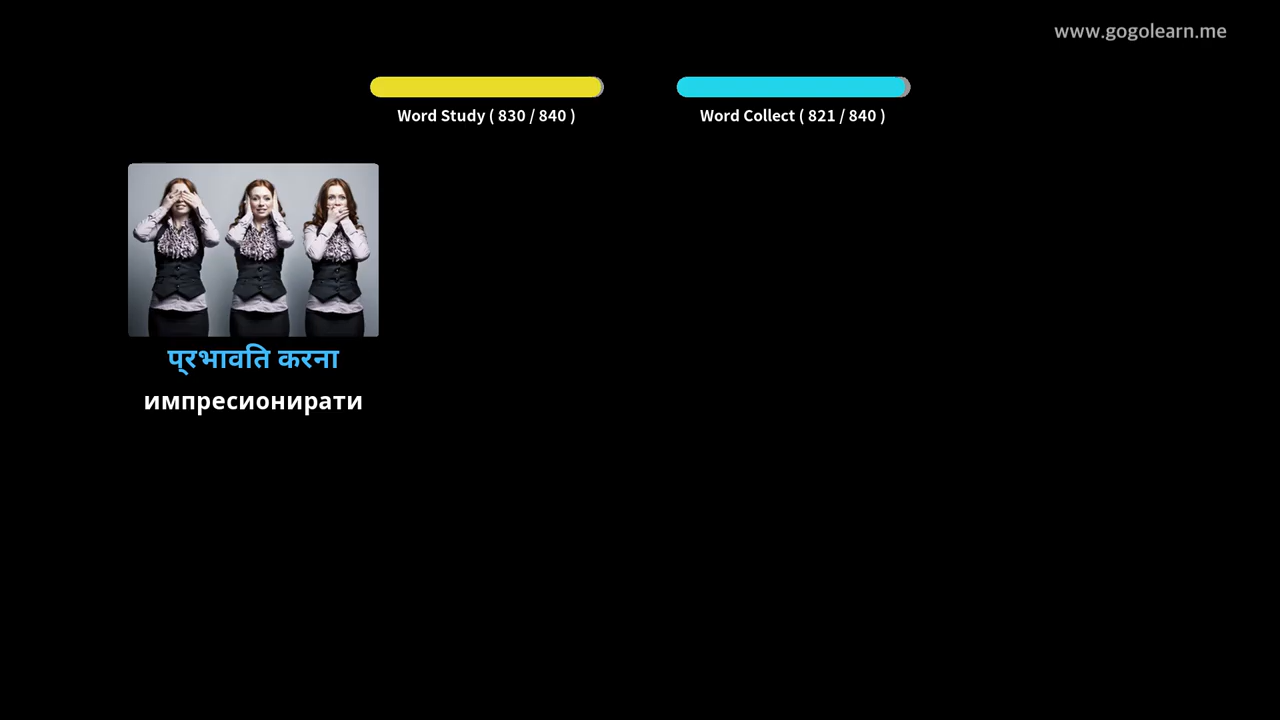 www.gogolearn.me
Word Study ( 830 / 840 )
Word Collect ( 821 / 840 )
प्रभावति करना
импресионирати